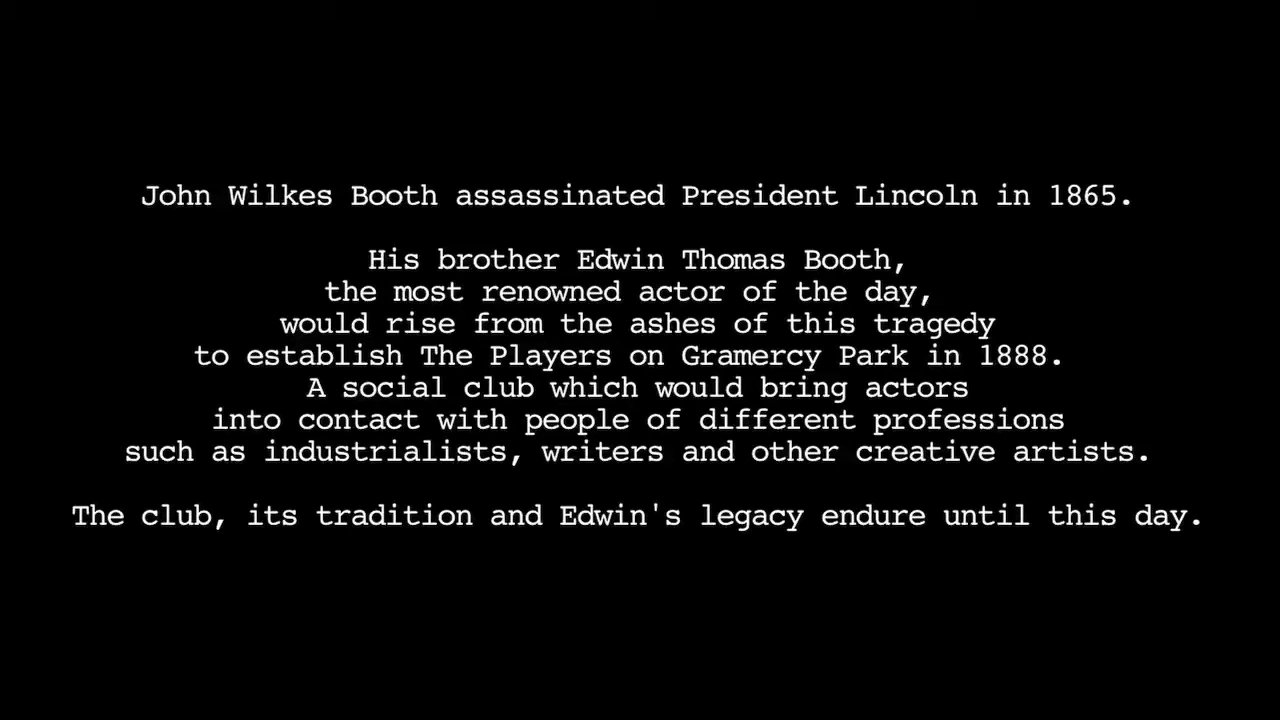 John Wilkes Booth assassinated President Lincoln in 1865.
His brother Edwin Thomas Booth,
the most renowned actor of the day,
would rise from the ashes of this tragedy
to establish The Players on Gramercy Park in 1888.
A social club which would bring actors
into contact with people of different professions
such as industrialists, writers and other creative artists.
The club, its tradition and Edwin's legacy endure until this day.